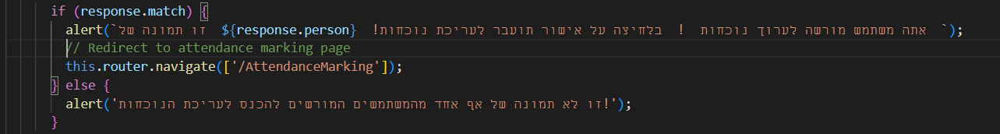 if (response.match) {
alert(`זו תמונה של  ${response.person}  !אתה משתמש מורשה לערוך נוכחות  !  בלחיצה על אישור תועבר לעריכת נוכחות  `);
// Redirect to attendance marking page
this.router.navigate(['/AttendanceMarking']);
} else {
alert('זו לא תמונה של אף אחד מהמשתמשים המורשים להכנס לעריכת הנוכחות!');
}